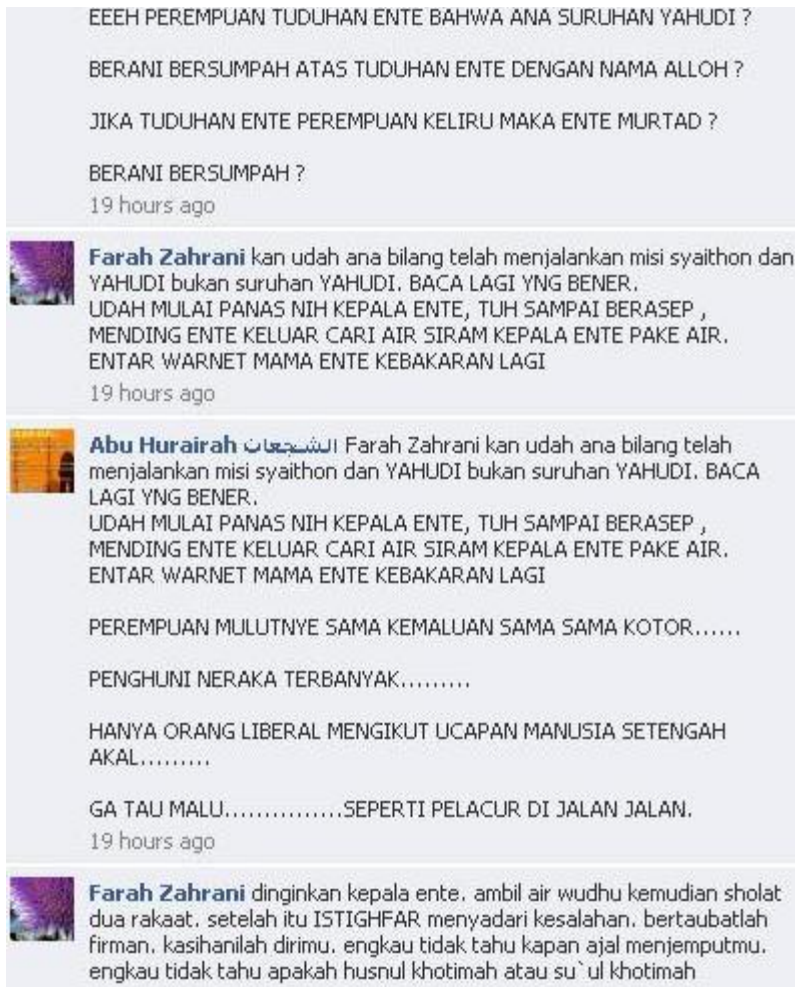 EEEH PEREMPUAN TUDUHAN ENTE BAHWA ANA SURUHAN YAHUDI ?
BERANI BERSUMPAH ATAS TUDUHAN ENTE DENGAN NAMA ALLOH ?
JIKA TUDUHAN ENTE PEREMPUAN KELIRU MAKA ENTE MURTAD ?
BERANI BERSUMPAH ?
19 hours ago
Farah Zahrani kan udah ana bilang telah menjalankan misi syaithon dan
YAHUDI bukan suruhan YAHUDI. BACA LAGI YNG BENER.
UDAH MULAI PANAS NIH KEPALA ENTE, TUH SAMPAI BERASEP ,
MENDING ENTE KELUAR CARI AIR SIRAM KEPALA ENTE PAKE AIR.
ENTAR WARNET MAMA ENTE KEBAKARAN LAGI
19 hours ago
Abu Hurairah الشجعات Farah Zahrani kan udah ana bilang telah
menjalankan misi syaithon dan YAHUDI bukan suruhan YAHUDI. BACA
LAGI YNG BENER.
UDAH MULAI PANAS NIH KEPALA ENTE, TUH SAMPAI BERASEP ,
MENDING ENTE KELUAR CARI AIR SIRAM KEPALA ENTE PAKE AIR.
ENTAR WARNET MAMA ENTE KEBAKARAN LAGI
PEREMPUAN MULUTNYE SAMA KEMALUAN SAMA SAMA KOTOR......
PENGHUNI NERAKA TERBANYAK.........
HANYA ORANG LIBERAL MENGIKUT UCAPAN MANUSIA SETENGAH
AKAL.........
GA TAU MALU...............SEPERTI PELACUR DI JALAN JALAN.
19 hours ago
Farah Zahrani dinginkan kepala ente. ambil air wudhu kemudian sholat
dua rakaat. setelah itu ISTIGHFAR menyadari kesalahan. bertaubatlah
firman. kasihanilah dirimu. engkau tidak tahu kapan ajal menjemputmu.
engkau tidak tahu apakah husnul khotimah atau su`ul khotimah